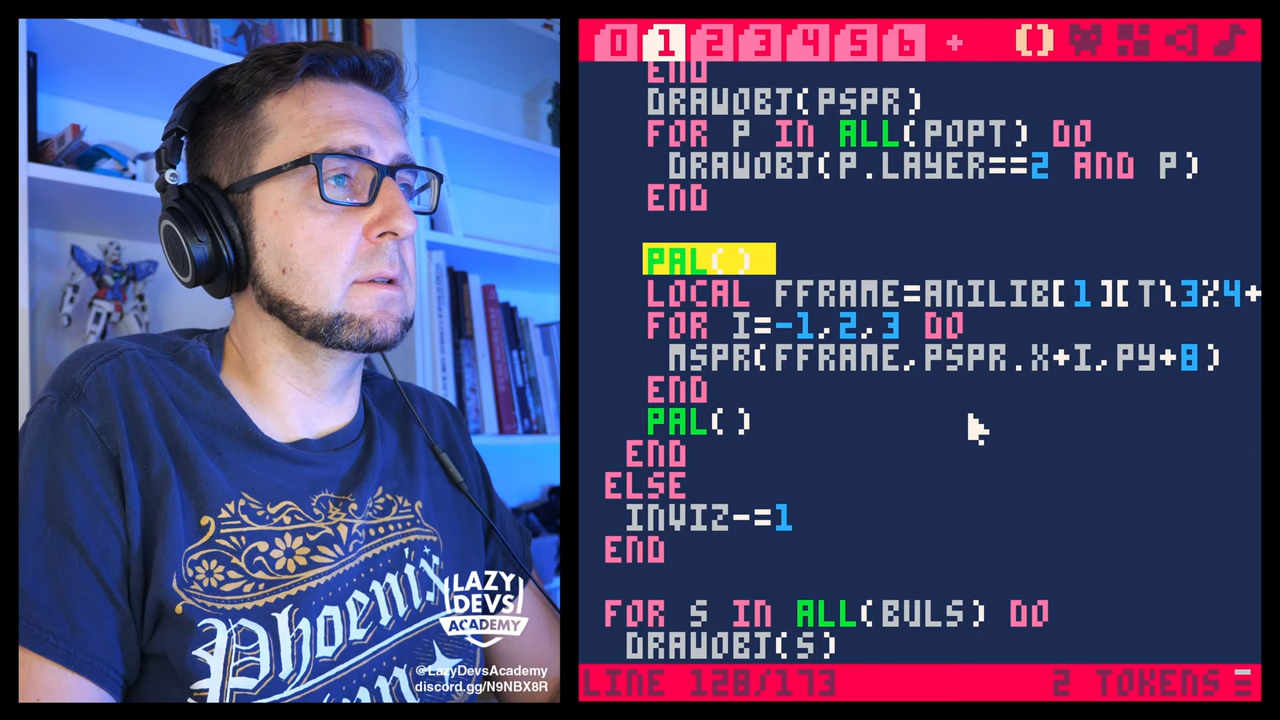 Phoenix
LAZY
DEVS
ACADEMY
@LazyDevsAcademy
discord.gg/N9NBX8R
0 1 2 3 4 5 6 +
END
DRAWOBJ(PSPR)
FOR P IN ALL(POPT) DO
DRAWOBJ(P.LAYER==2 AND P)
END
PAL()
LOCAL FFRAME=ANILIB[1][T\3%4+
FOR I=-1,2,3 DO
MSPR(FFRAME,PSPR.X+I,PY+8)
END
PAL()
END
ELSE
INVIZ-=1
END
FOR S IN ALL(BULS) DO
DRAWOBJ(S)
LINE 128/173 2 TOKENS